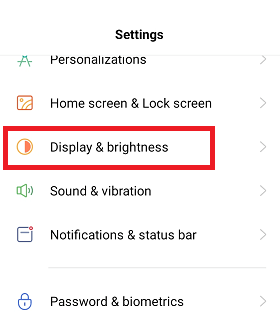 Settings
Personalizations
Home screen & Lock screen
Display & brightness
Sound & vibration
Notifications & status bar
Password & biometrics